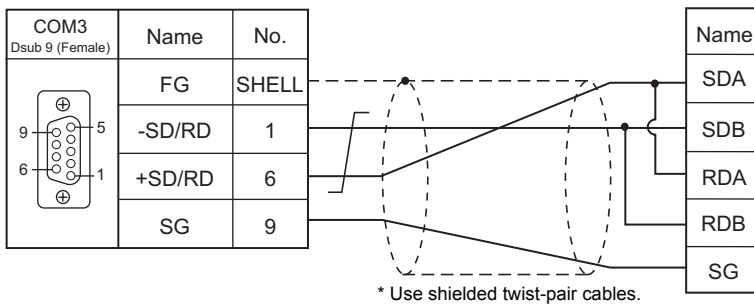 COM3
Dsub 9 (Female)
Name
No.
Name
FG
SHELL
SDA
9
5
-SD/RD
1
SDB
6
1
+SD/RD
6
RDA
RDB
SG
9
SG
* Use shielded twist-pair cables.